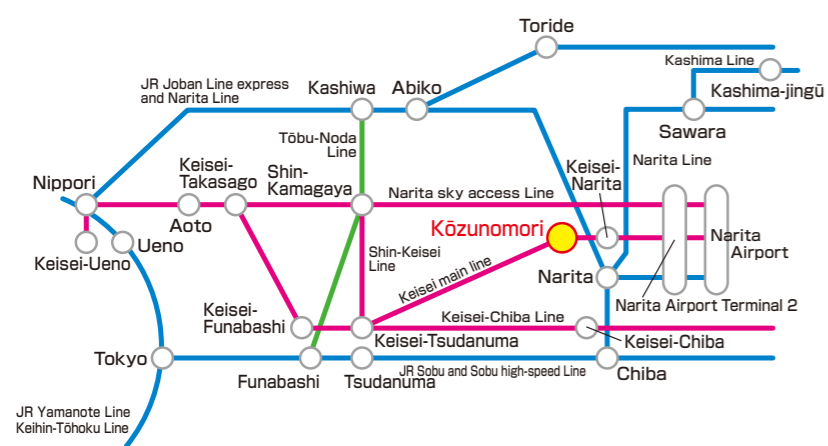 Toride
Kashima Line
Kashima-jingū
JR Joban Line express
and Narita Line
Kashiwa
Abiko
Sawara
Tōbu-Noda
Line
Keisei-
Takasago
Shin-
Kamagaya
Keisei-
Narita
Narita Line
Nippori
Narita sky access Line
Aoto
Kōzunomori
Ueno
Keisei-Ueno
Shin-Keisei
Line
Keisei main line
Narita
Airport
Narita
Narita Airport Terminal 2
Keisei-
Funabashi
Keisei-Chiba Line
Keisei-Tsudanuma
Keisei-Chiba
Tokyo
Funabashi
Tsudanuma
JR Sobu and Sobu high-speed Line
Chiba
JR Yamanote Line
Keihin-Tōhoku Line